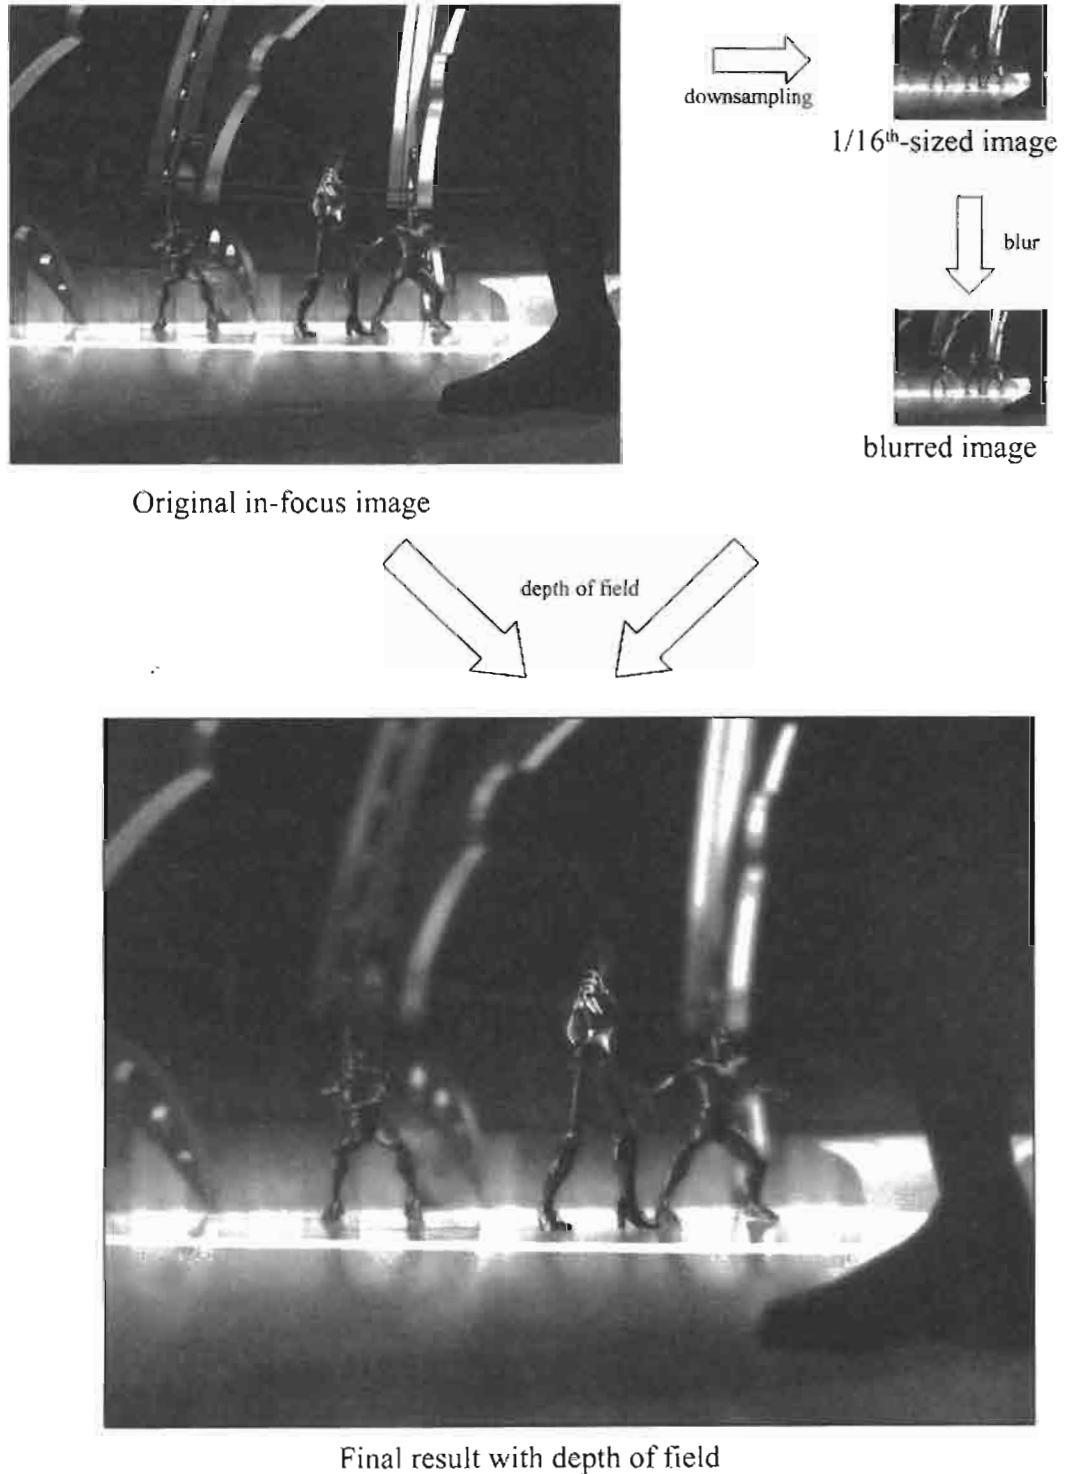 downsampling
1/16th-sized image
blur
blurred image
Original in-focus image
depth of field
Final result with depth of field